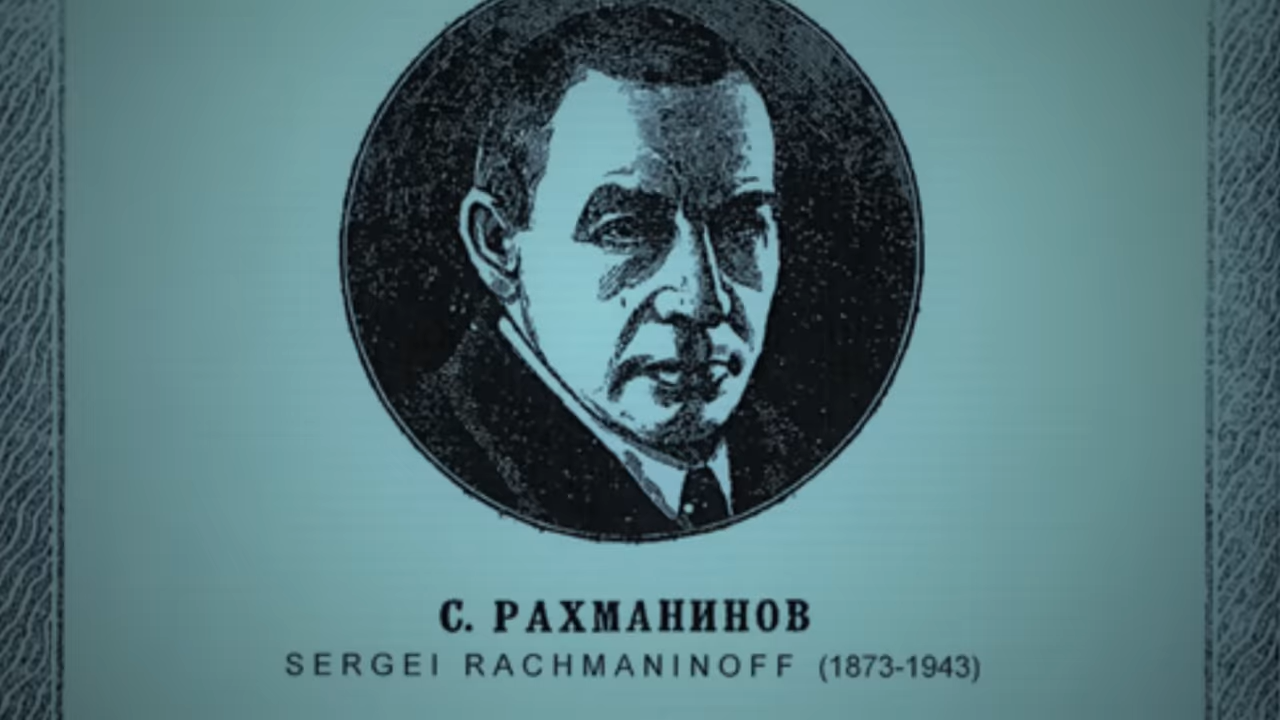 С. РАХМАНИНОВ
SERGEI RACHMANINOFF (1873-1943)